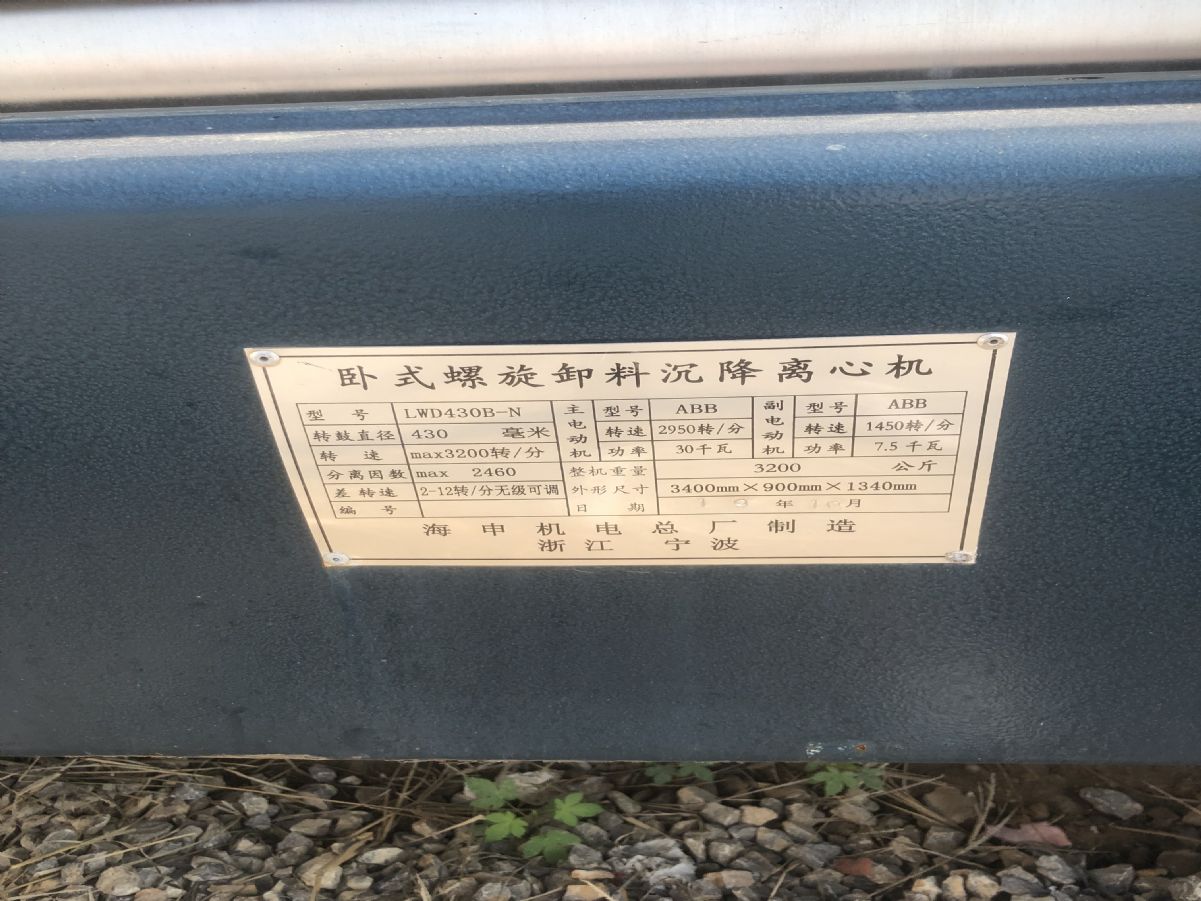 卧式螺旋卸料沉降离心机
型号 LWD430B-N 主电动机 型号 ABB 副电动机 型号 ABB
转鼓直径 430 毫米 转速 2950转/分 转速 1450转/分
转速 max3200转/分 功率 30千瓦 功率 7.5千瓦
分离因数 max 2460 整机重量 3200 公斤
差转速 2-12转/分无级可调 外形尺寸 3400mm×900mm×1340mm
编号 日期 年 月
海申机电总厂制造
浙江 宁波